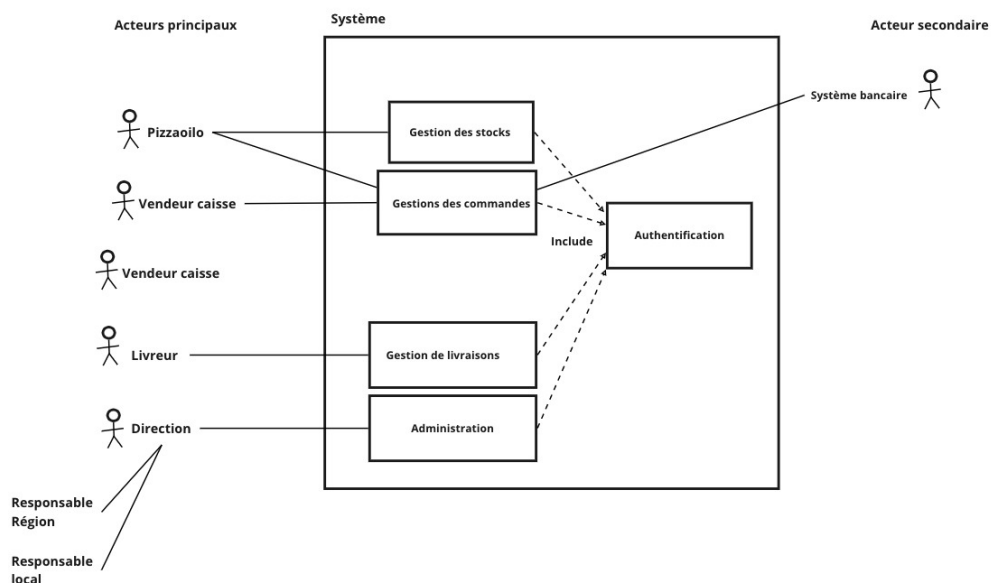 Système
Acteurs principaux
Acteur secondaire
Système bancaire
Pizzaoilo
Gestion des stocks
Vendeur caisse
Gestions des commandes
Authentification
Include
Vendeur caisse
Livreur
Gestion de livraisons
Direction
Administration
Responsable
Région
Responsable
local